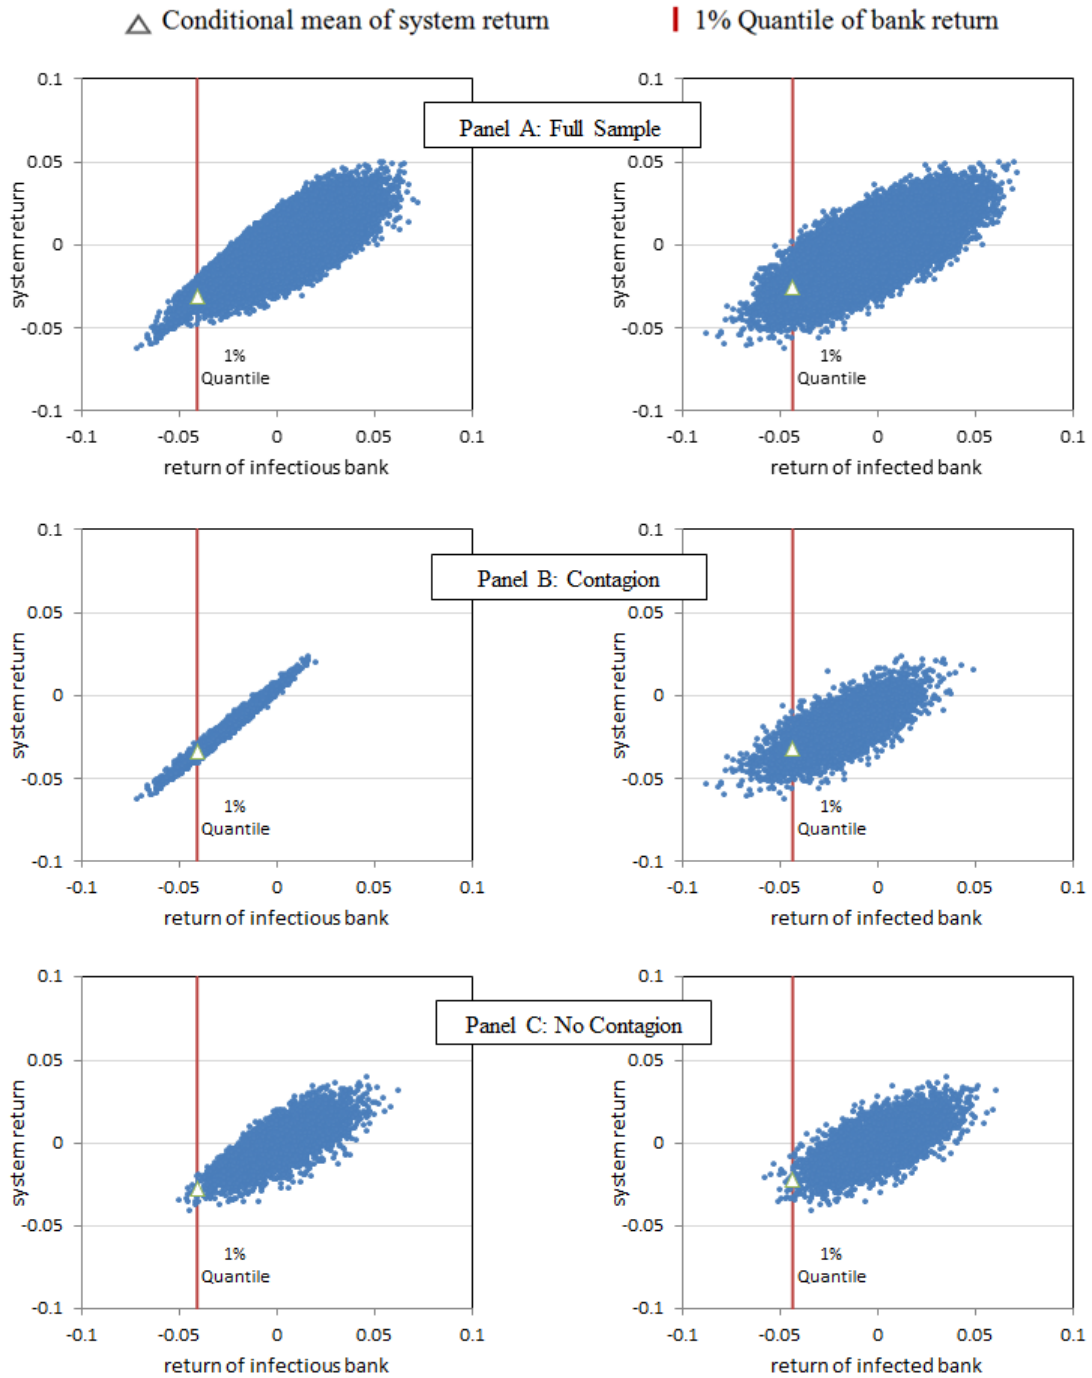 Conditional mean of system return
1% Quantile of bank return
Panel A: Full Sample
0.1
0.05
0
-0.05
-0.1
system return
1%
Quantile
-0.1
-0.05
0
0.05
0.1
return of infectious bank
0.1
0.05
0
-0.05
-0.1
system return
1%
Quantile
-0.1
-0.05
0
0.05
0.1
return of infected bank
Panel B: Contagion
0.1
0.05
0
-0.05
-0.1
system return
1%
Quantile
-0.1
-0.05
0
0.05
0.1
return of infectious bank
0.1
0.05
0
-0.05
-0.1
system return
1%
Quantile
-0.1
-0.05
0
0.05
0.1
return of infected bank
Panel C: No Contagion
0.1
0.05
0
-0.05
-0.1
system return
1%
Quantile
-0.1
-0.05
0
0.05
0.1
return of infectious bank
0.1
0.05
0
-0.05
-0.1
system return
1%
Quantile
-0.1
-0.05
0
0.05
0.1
return of infected bank